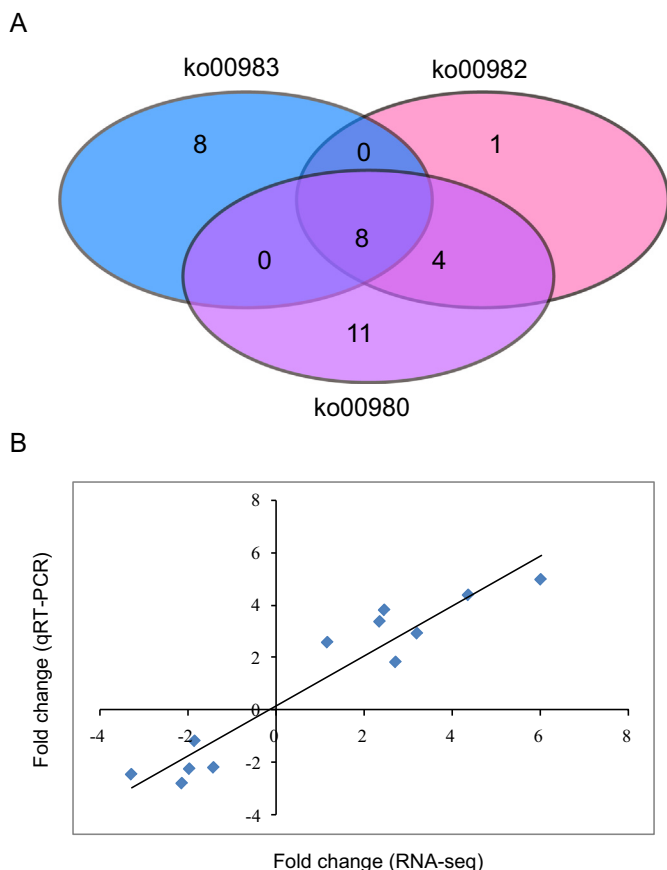 A
ko00983 ko00982
8 0 1
0 8 4
11
ko00980
B
8
6
4
2
0
-4 -2 0 2 4 6 8
-2
-4
Fold change (qRT-PCR)
Fold change (RNA-seq)